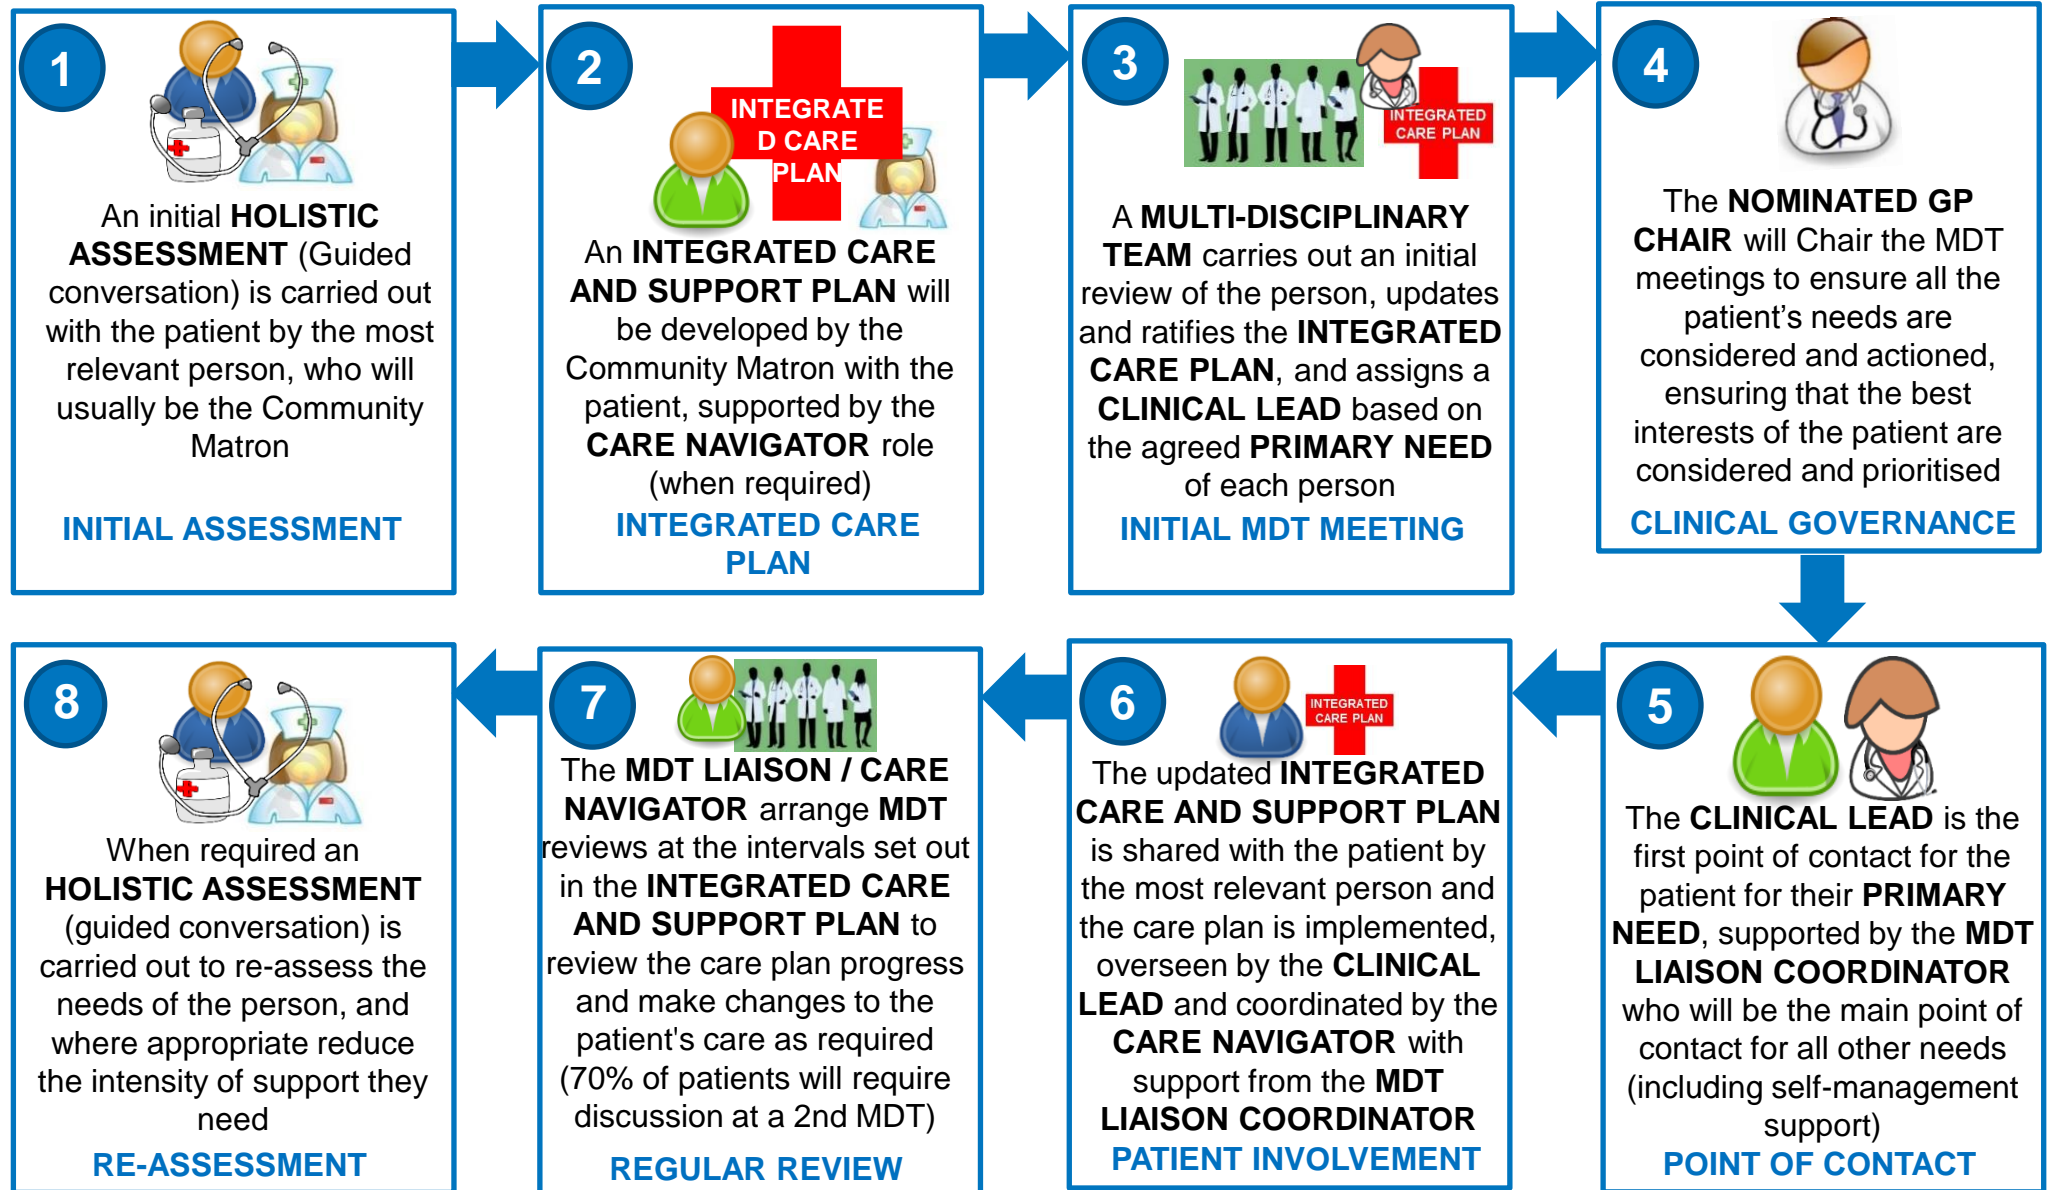 1
An initial HOLISTIC
ASSESSMENT (Guided
conversation) is carried out
with the patient by the most
relevant person, who will
usually be the Community
Matron
INITIAL ASSESSMENT
2
INTEGRATE
D CARE
PLAN
An INTEGRATED CARE
AND SUPPORT PLAN will
be developed by the
Community Matron with the
patient, supported by the
CARE NAVIGATOR role
(when required)
INTEGRATED CARE
PLAN
3
INTEGRATED
CARE PLAN
A MULTI-DISCIPLINARY
TEAM carries out an initial
review of the person, updates
and ratifies the INTEGRATED
CARE PLAN, and assigns a
CLINICAL LEAD based on
the agreed PRIMARY NEED
of each person
INITIAL MDT MEETING
4
The NOMINATED GP
CHAIR will Chair the MDT
meetings to ensure all the
patient’s needs are
considered and actioned,
ensuring that the best
interests of the patient are
considered and prioritised
CLINICAL GOVERNANCE
5
The CLINICAL LEAD is the
first point of contact for the
patient for their PRIMARY
NEED, supported by the MDT
LIAISON COORDINATOR
who will be the main point of
contact for all other needs
(including self-management
support)
POINT OF CONTACT
6
INTEGRATED
CARE PLAN
The updated INTEGRATED
CARE AND SUPPORT PLAN
is shared with the patient by
the most relevant person and
the care plan is implemented,
overseen by the CLINICAL
LEAD and coordinated by the
CARE NAVIGATOR with
support from the MDT
LIAISON COORDINATOR
PATIENT INVOLVEMENT
7
The MDT LIAISON / CARE
NAVIGATOR arrange MDT
reviews at the intervals set out
in the INTEGRATED CARE
AND SUPPORT PLAN to
review the care plan progress
and make changes to the
patient's care as required
(70% of patients will require
discussion at a 2nd MDT)
REGULAR REVIEW
8
When required an
HOLISTIC ASSESSMENT
(guided conversation) is
carried out to re-assess the
needs of the person, and
where appropriate reduce
the intensity of support they
need
RE-ASSESSMENT